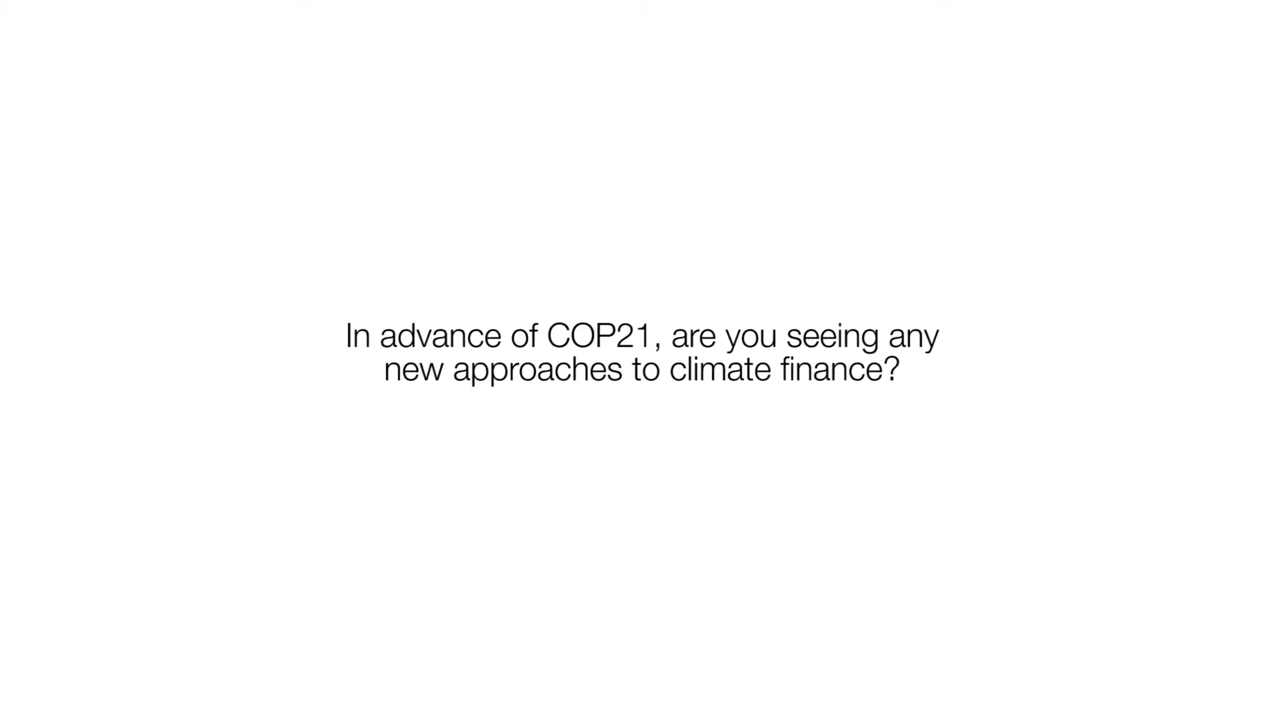 In advance of COP21, are you seeing any
new approaches to climate finance?